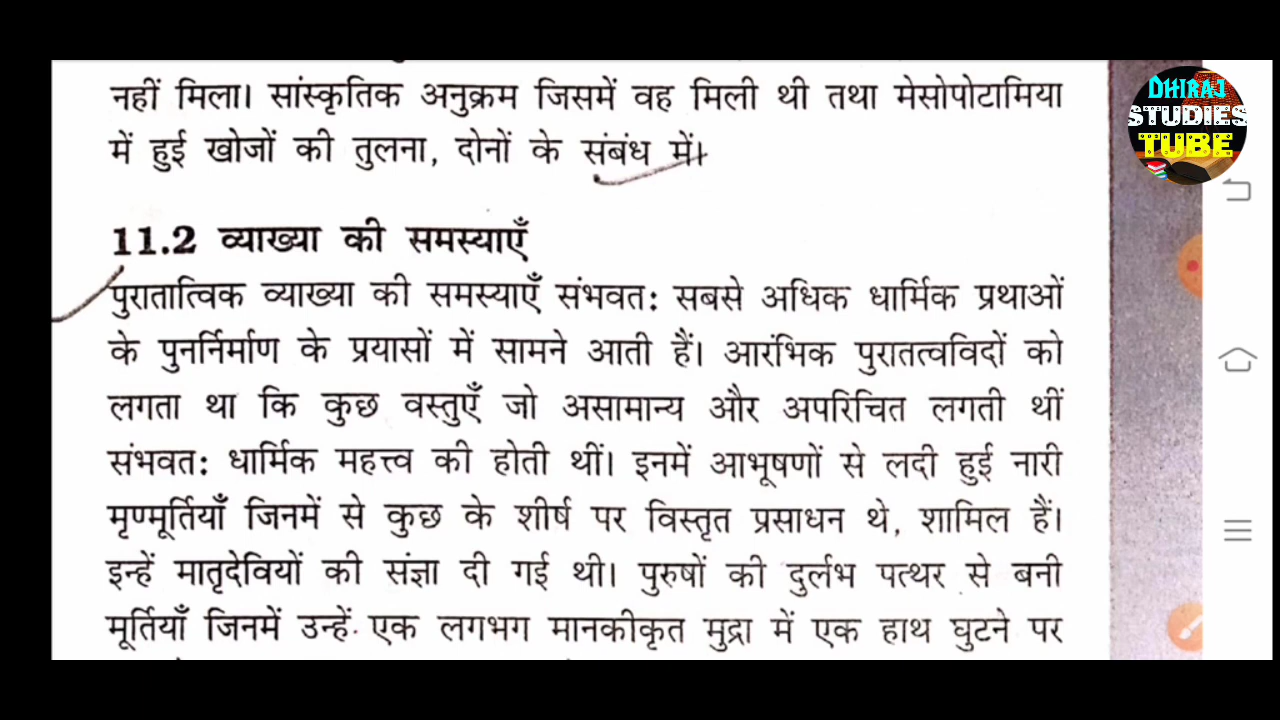 नहीं मिला। सांस्कृतिक अनुक्रम जिसमें वह मिली थी तथा मेसोपोटामिया
में हुई खोजों की तुलना, दोनों के संबंध में।
11.2 व्याख्या की समस्याएँ
पुरातात्विक व्याख्या की समस्याएँ संभवत: सबसे अधिक धार्मिक प्रथाओं
के पुनर्निर्माण के प्रयासों में सामने आती हैं। आरंभिक पुरातत्वविदों को
लगता था कि कुछ वस्तुएँ जो असामान्य और अपरिचित लगती थीं
संभवत: धार्मिक महत्त्व की होती थीं। इनमें आभूषणों से लदी हुई नारी
मृण्मूर्तियाँ जिनमें से कुछ के शीर्ष पर विस्तृत प्रसाधन थे, शामिल हैं।
इन्हें मातृदेवियों की संज्ञा दी गई थी। पुरुषों की दुर्लभ पत्थर से बनी
मूर्तियाँ जिनमें उन्हें एक लगभग मानकीकृत मुद्रा में एक हाथ घुटने पर
DHIRAJ
STUDIES
TUBE